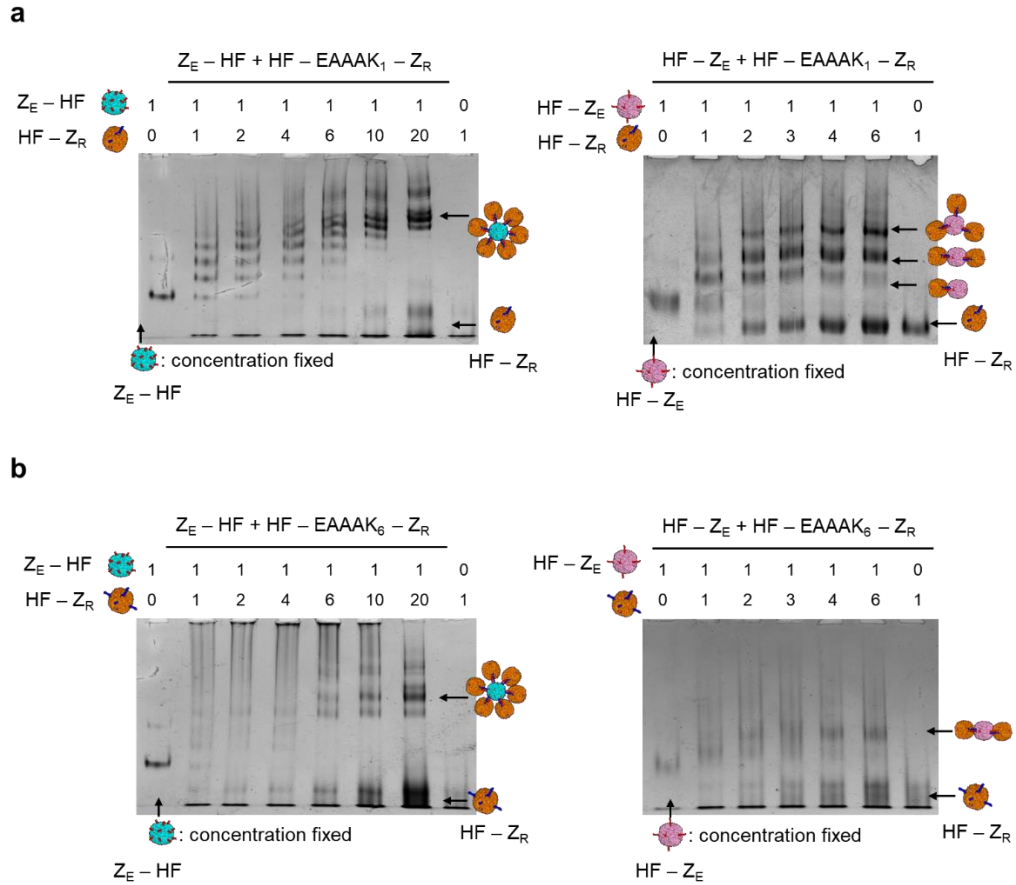 a
Z_E – HF + HF – EAAAK_1 – Z_R
Z_E – HF 1 1 1 1 1 1 1 0
HF – Z_R 0 1 2 4 6 10 20 1
: concentration fixed
Z_E – HF
HF – Z_R
HF – Z_E + HF – EAAAK_1 – Z_R
HF – Z_E 1 1 1 1 1 1 0
HF – Z_R 0 1 2 3 4 6 1
: concentration fixed
HF – Z_E
HF – Z_R
b
Z_E – HF + HF – EAAAK_6 – Z_R
Z_E – HF 1 1 1 1 1 1 1 0
HF – Z_R 0 1 2 4 6 10 20 1
: concentration fixed
Z_E – HF
HF – Z_R
HF – Z_E + HF – EAAAK_6 – Z_R
HF – Z_E 1 1 1 1 1 1 0
HF – Z_R 0 1 2 3 4 6 1
: concentration fixed
HF – Z_E
HF – Z_R